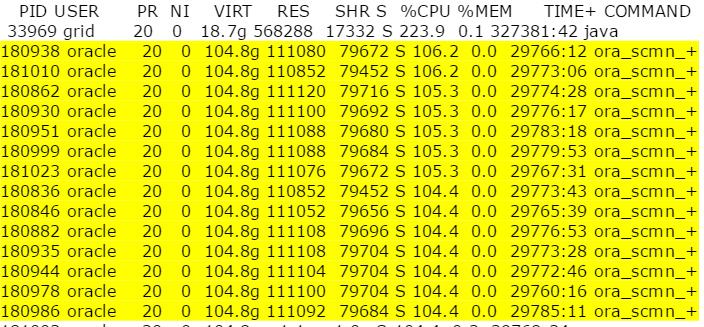 PID USER PR NI VIRT RES SHR S %CPU %MEM TIME+ COMMAND
33969 grid 20 0 18.7g 568288 17332 S 223.9 0.1 327381:42 java
180938 oracle 20 0 104.8g 111080 79672 S 106.2 0.0 29766:12 ora_scmn_+
181010 oracle 20 0 104.8g 110852 79452 S 106.2 0.0 29773:06 ora_scmn_+
180862 oracle 20 0 104.8g 111120 79716 S 105.3 0.0 29774:28 ora_scmn_+
180930 oracle 20 0 104.8g 111100 79692 S 105.3 0.0 29776:17 ora_scmn_+
180951 oracle 20 0 104.8g 111088 79680 S 105.3 0.0 29783:18 ora_scmn_+
180999 oracle 20 0 104.8g 111088 79684 S 105.3 0.0 29779:53 ora_scmn_+
181023 oracle 20 0 104.8g 111076 79672 S 105.3 0.0 29767:31 ora_scmn_+
180836 oracle 20 0 104.8g 110852 79452 S 104.4 0.0 29773:43 ora_scmn_+
180846 oracle 20 0 104.8g 111052 79656 S 104.4 0.0 29765:39 ora_scmn_+
180882 oracle 20 0 104.8g 111108 79696 S 104.4 0.0 29776:53 ora_scmn_+
180935 oracle 20 0 104.8g 111108 79704 S 104.4 0.0 29773:28 ora_scmn_+
180944 oracle 20 0 104.8g 111104 79704 S 104.4 0.0 29772:46 ora_scmn_+
180978 oracle 20 0 104.8g 111100 79704 S 104.4 0.0 29760:16 ora_scmn_+
180986 oracle 20 0 104.8g 111092 79684 S 104.4 0.0 29785:11 ora_scmn_+